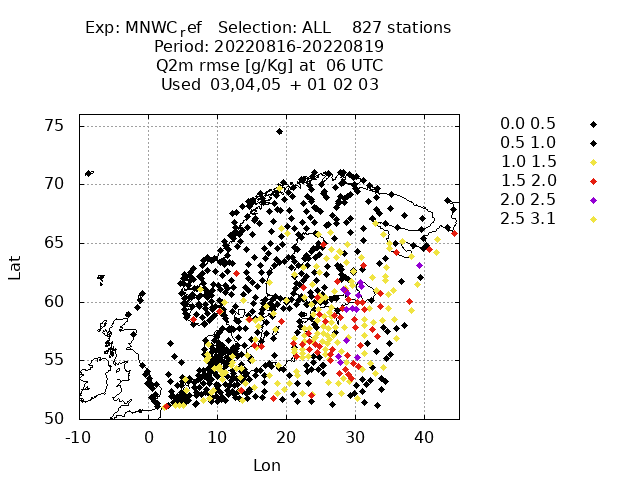 Exp: MNWC_ref   Selection: ALL    827 stations
Period: 20220816-20220819
Q2m rmse [g/Kg] at  06 UTC
Used  03,04,05  + 01 02 03
0.0 0.5
0.5 1.0
1.0 1.5
1.5 2.0
2.0 2.5
2.5 3.1
75
70
65
60
55
50
Lat
-10 0 10 20 30 40
Lon